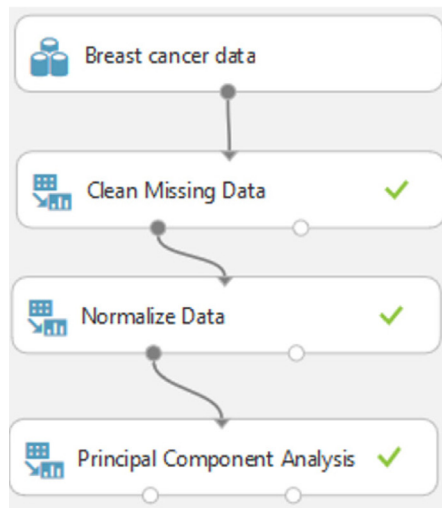 Breast cancer data
Clean Missing Data
Normalize Data
Principal Component Analysis